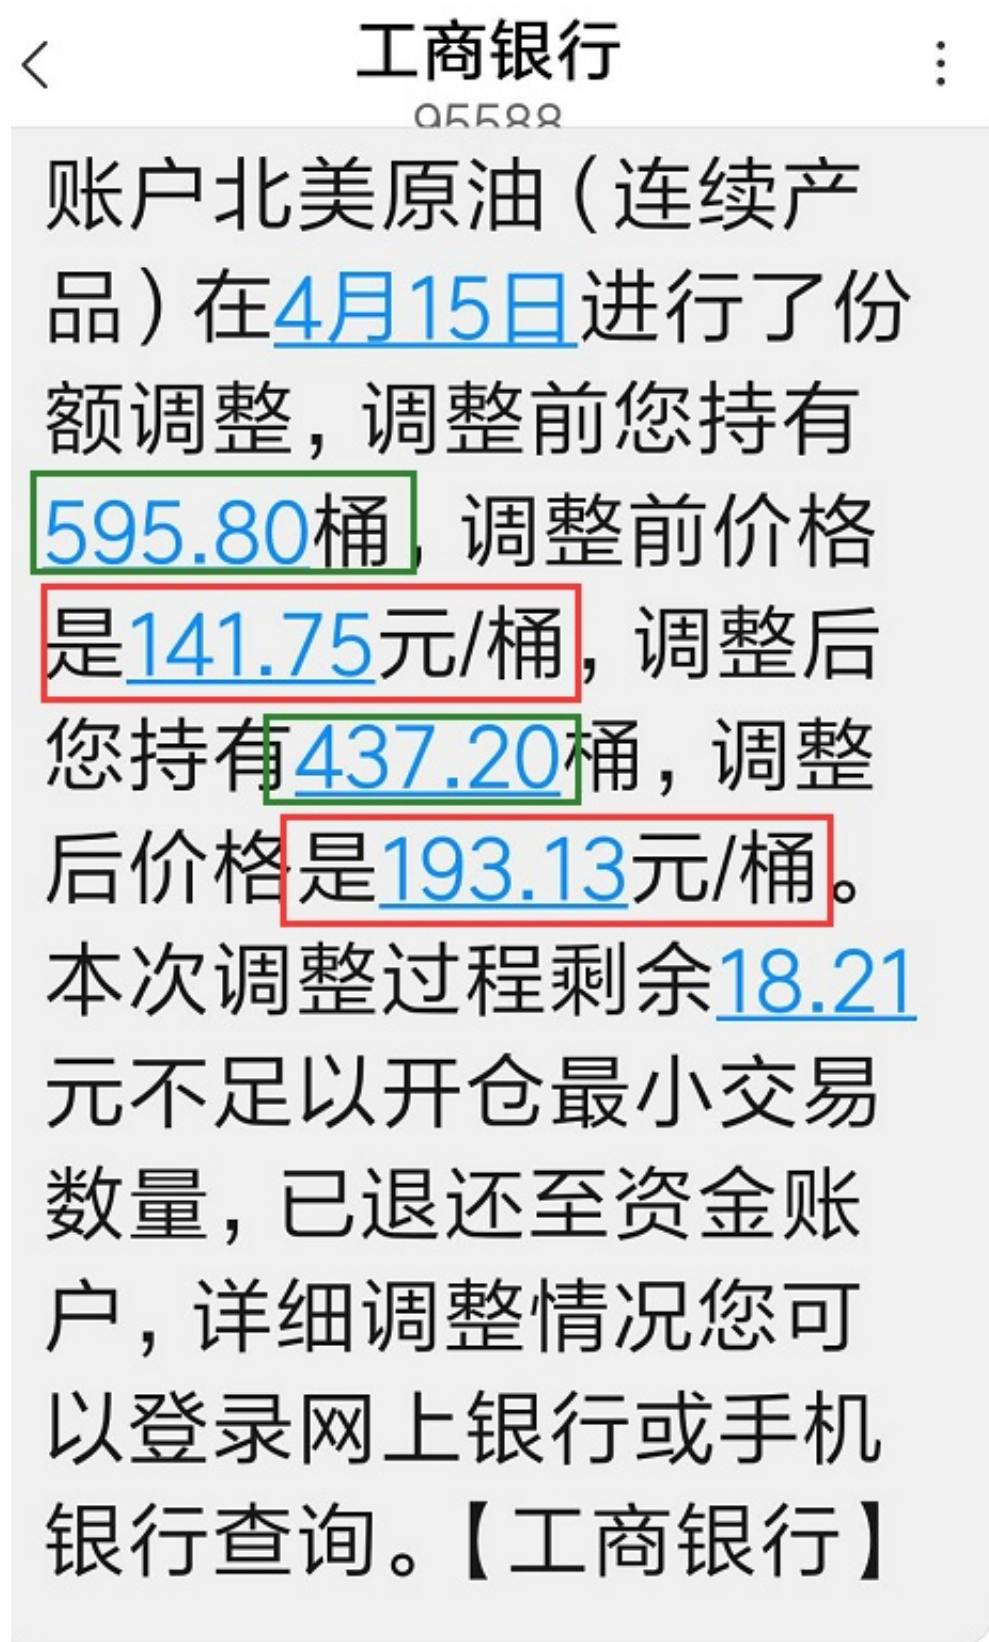 工商银行
95588
账户北美原油（连续产
品）在4月15日进行了份
额调整，调整前您持有
595.80桶，调整前价格
是141.75元/桶，调整后
您持有437.20桶，调整
后价格是193.13元/桶。
本次调整过程剩余18.21
元不足以开仓最小交易
数量，已退还至资金账
户，详细调整情况您可
以登录网上银行或手机
银行查询。【工商银行】